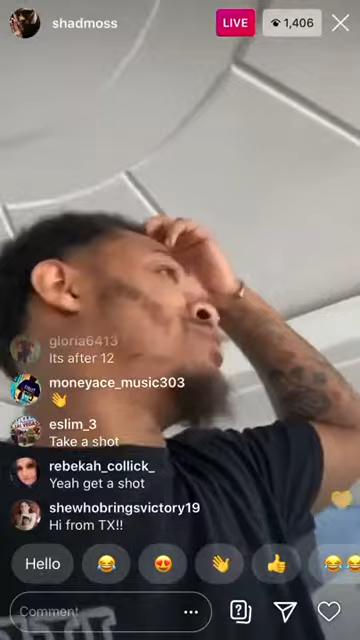 shadmoss
LIVE
1,406
gloria6413
Its after 12
moneyace_music303
👋
eslim_3
Take a shot
rebekah_collick_
Yeah get a shot
shewhobringsvictory19
Hi from TX!!
Hello 😂 😍 👋 👍 😂
Comment